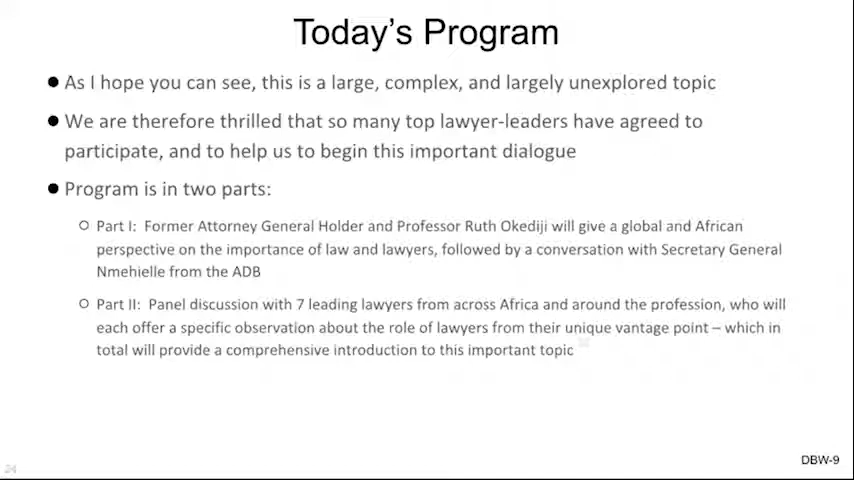 Today's Program
● As I hope you can see, this is a large, complex, and largely unexplored topic
● We are therefore thrilled that so many top lawyer-leaders have agreed to
participate, and to help us to begin this important dialogue
● Program is in two parts:
○ Part I:  Former Attorney General Holder and Professor Ruth Okediji will give a global and African
perspective on the importance of law and lawyers, followed by a conversation with Secretary General
Nmehielle from the ADB
○ Part II:  Panel discussion with 7 leading lawyers from across Africa and around the profession, who will
each offer a specific observation about the role of lawyers from their unique vantage point – which in
total will provide a comprehensive introduction to this important topic
24
DBW-9